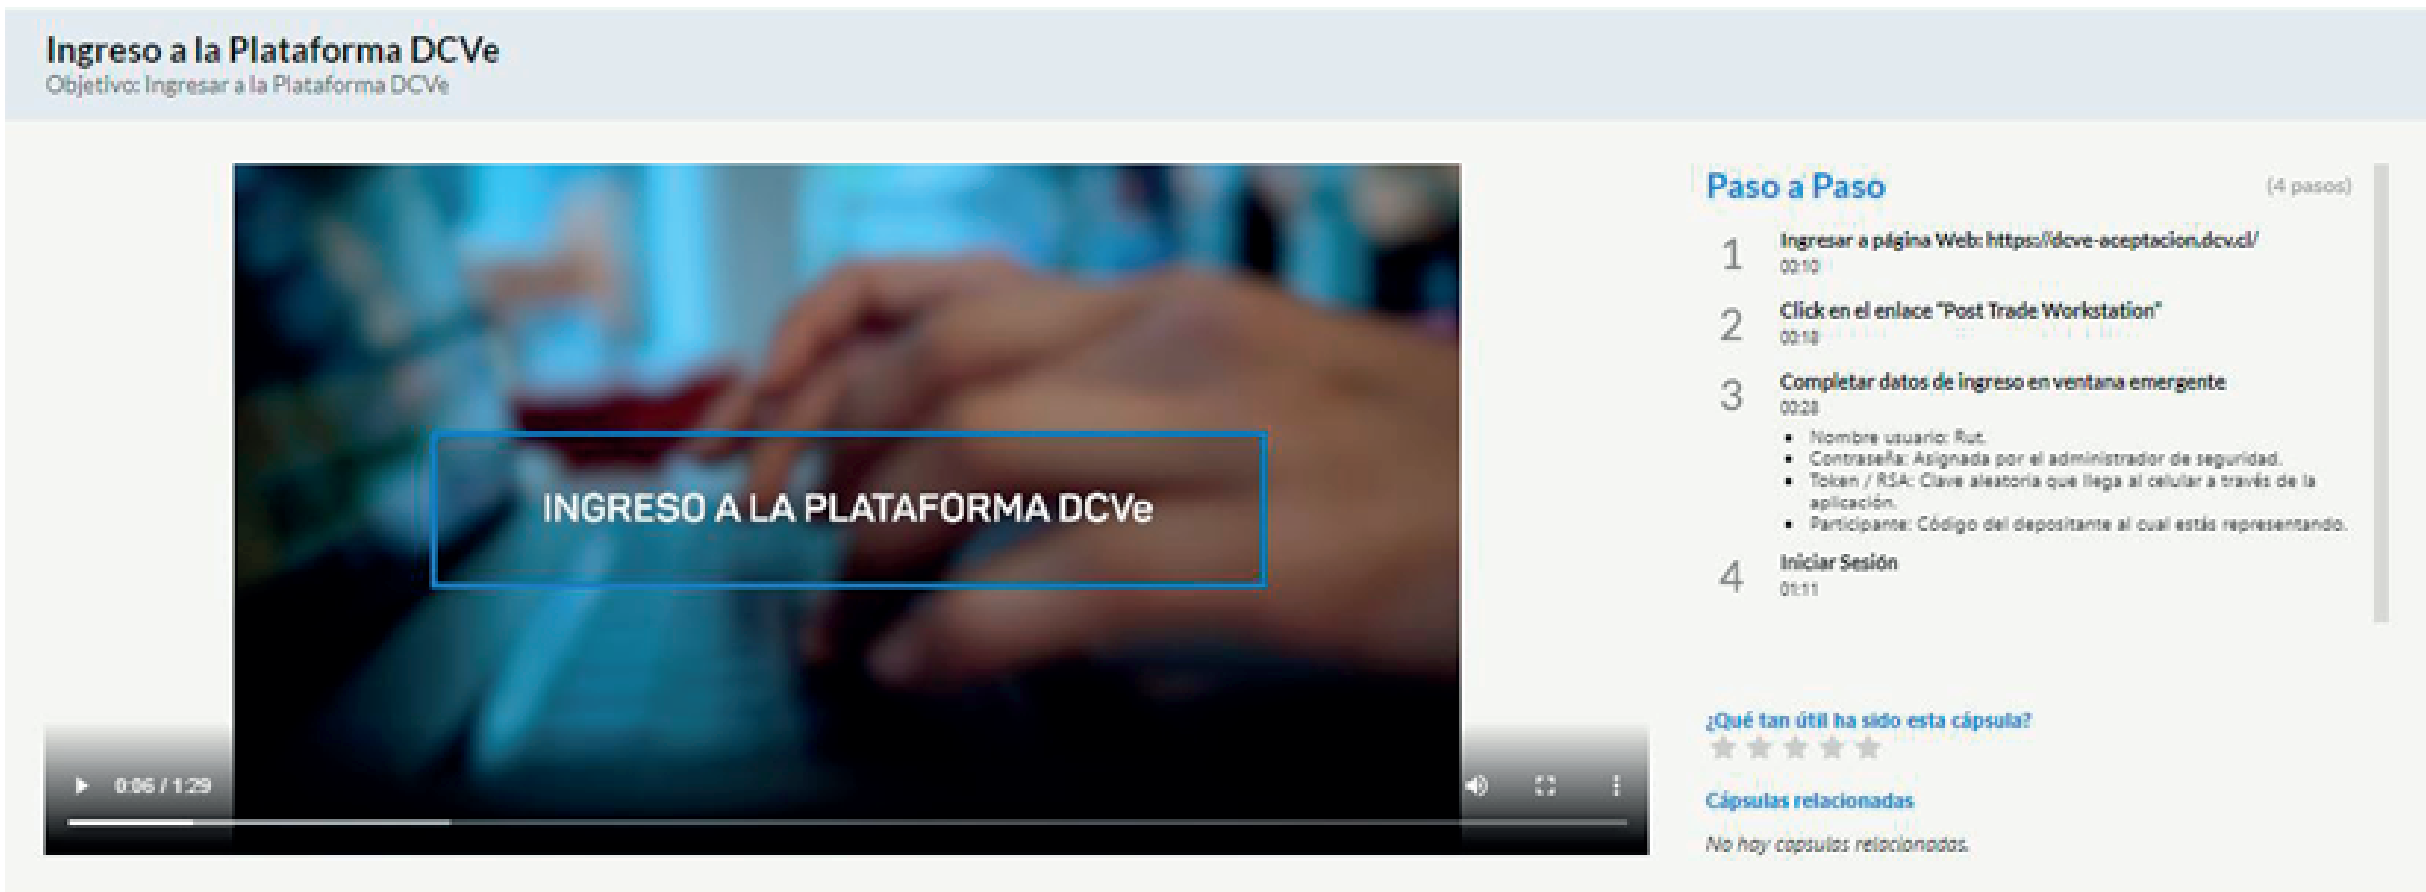 Ingreso a la Plataforma DCVe
Objetivo: Ingresar a la Plataforma DCVe
INGRESO A LA PLATAFORMA DCVe
0:06 / 1:29
Paso a Paso
(4 pasos)
1
Ingresar a página Web: https://dcve-aceptacion.dcv.cl/
00:10
2
Click en el enlace "Post Trade Workstation"
00:18
3
Completar datos de ingreso en ventana emergente
00:28
• Nombre usuario: Rut.
• Contraseña: Asignada por el administrador de seguridad.
• Token / RSA: Clave aleatoria que llega al celular a través de la
aplicación.
• Participante: Código del depositante al cual estás representando.
4
Iniciar Sesión
01:11
¿Qué tan útil ha sido esta cápsula?
Cápsulas relacionadas
No hay capsulas relacionadas.